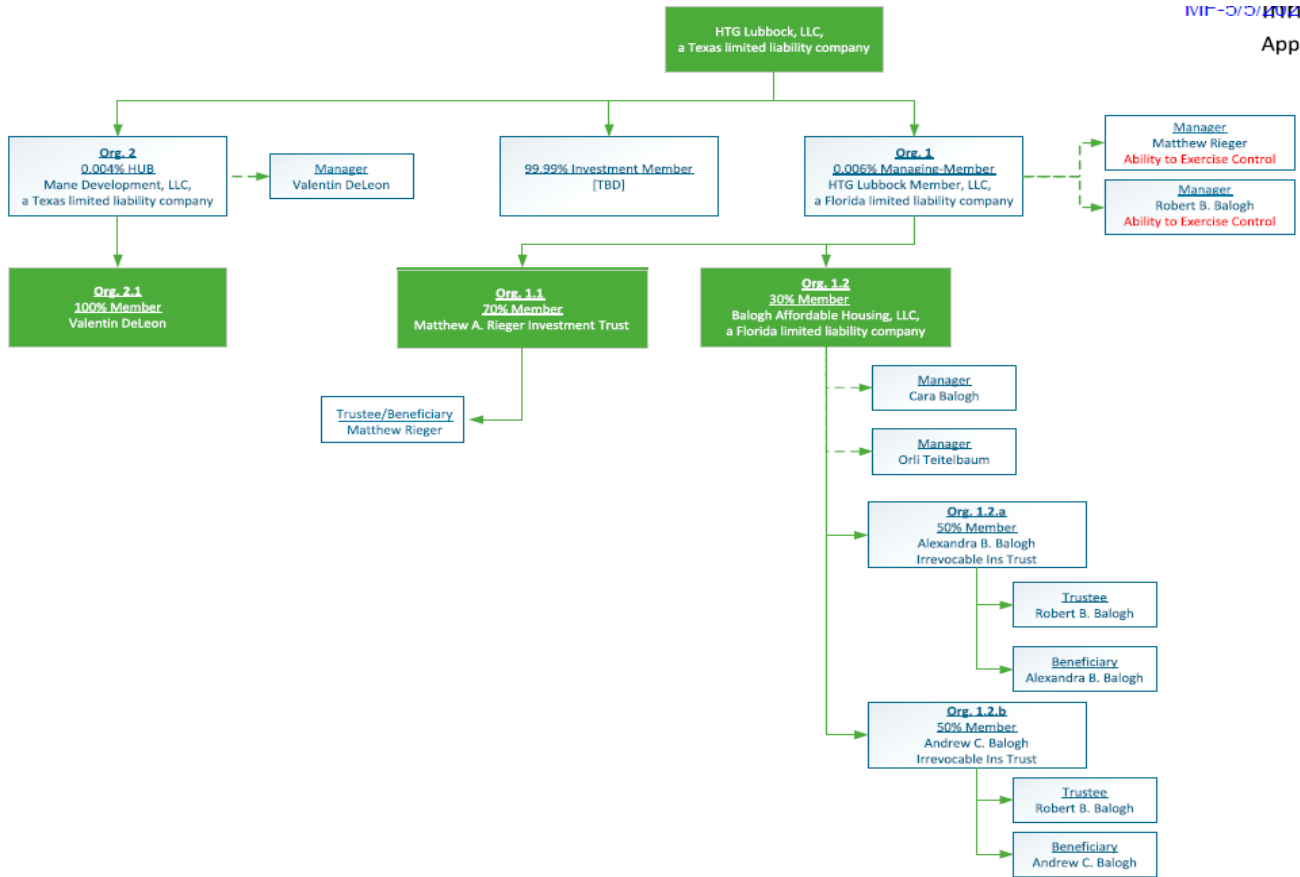 HTG Lubbock, LLC,
a Texas limited liability company
App
Org. 2
0.004% HUB
Mane Development, LLC,
a Texas limited liability company
Manager
Valentin DeLeon
99.99% Investment Member
[TBD]
Org. 1
0.006% Managing-Member
HTG Lubbock Member, LLC,
a Florida limited liability company
Manager
Matthew Rieger
Ability to Exercise Control
Manager
Robert B. Balogh
Ability to Exercise Control
Org. 2.1
100% Member
Valentin DeLeon
Org. 1.1
70% Member
Matthew A. Rieger Investment Trust
Org. 1.2
30% Member
Balogh Affordable Housing, LLC,
a Florida limited liability company
Trustee/Beneficiary
Matthew Rieger
Manager
Cara Balogh
Manager
Orli Teitelbaum
Org. 1.2.a
50% Member
Alexandra B. Balogh
Irrevocable Ins Trust
Trustee
Robert B. Balogh
Beneficiary
Alexandra B. Balogh
Org. 1.2.b
50% Member
Andrew C. Balogh
Irrevocable Ins Trust
Trustee
Robert B. Balogh
Beneficiary
Andrew C. Balogh